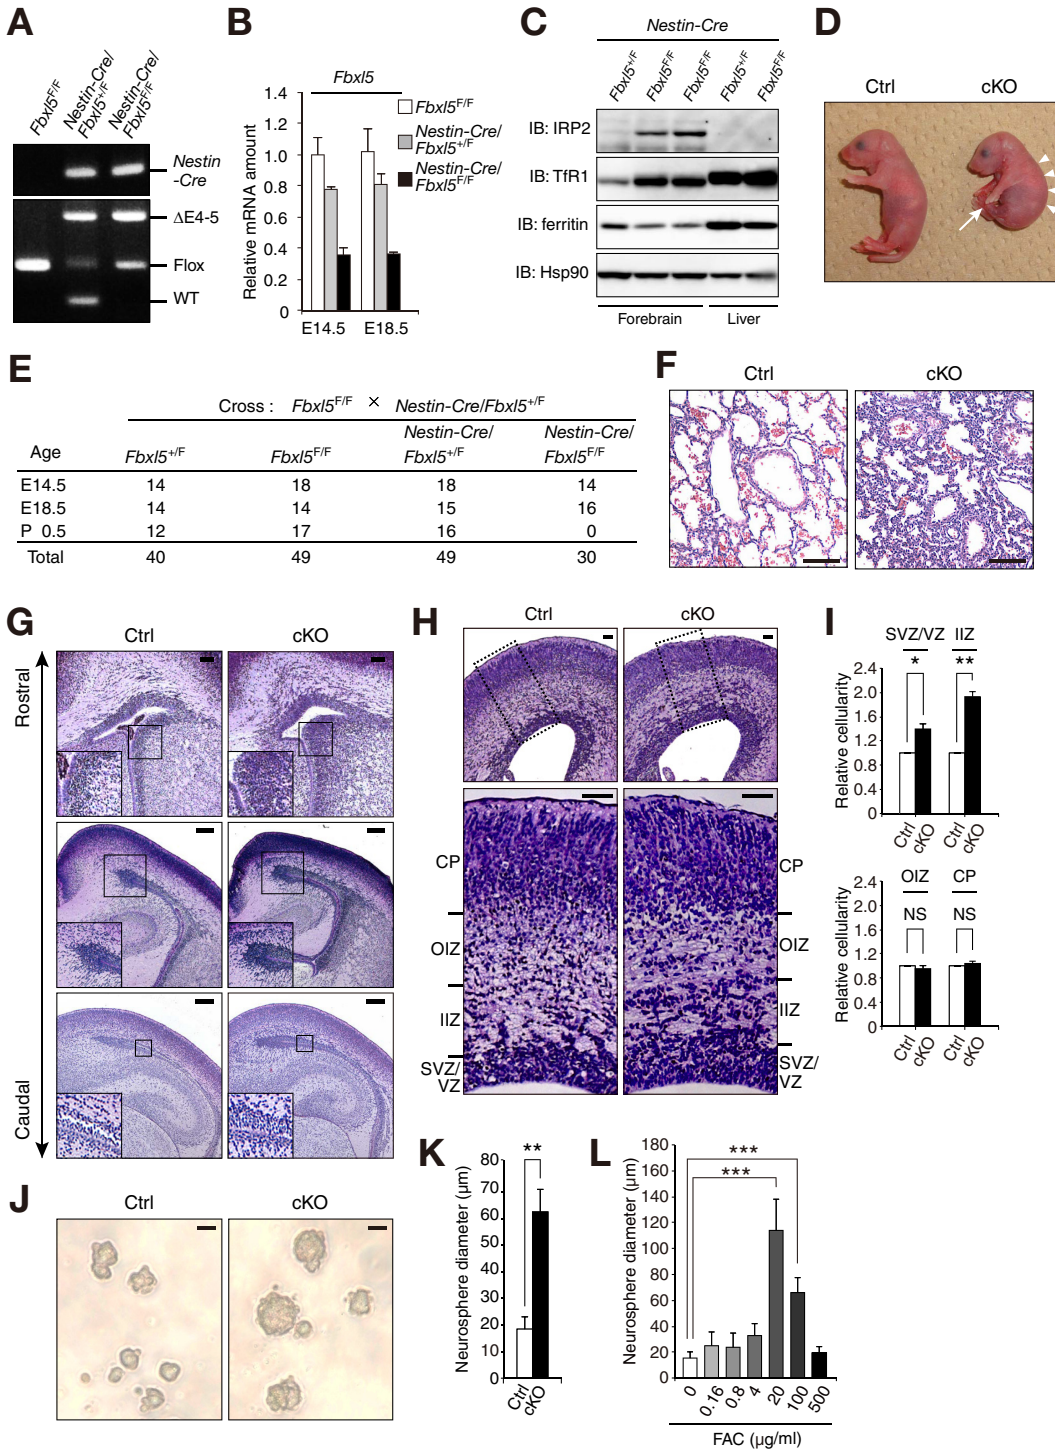 A
Fbxl5F/F
Nestin-Cre/
Fbxl5+/F
Nestin-Cre/
Fbxl5F/F
Nestin
-Cre
ΔE4-5
Flox
WT
B
Fbxl5
Relative mRNA amount
1.4
1.2
1.0
0.8
0.6
0.4
0.2
0
E14.5
E18.5
Fbxl5F/F
Nestin-Cre/
Fbxl5+/F
Nestin-Cre/
Fbxl5F/F
C
Nestin-Cre
Fbxl5+/F
Fbxl5F/F
Fbxl5F/F
Fbxl5+/F
Fbxl5F/F
IB: IRP2
IB: TfR1
IB: ferritin
IB: Hsp90
Forebrain
Liver
D
Ctrl
cKO
E
Cross : Fbxl5F/F × Nestin-Cre/Fbxl5+/F
Age Fbxl5+/F Fbxl5F/F Nestin-Cre/ Fbxl5+/F Nestin-Cre/ Fbxl5F/F
E14.5 14 18 18 14
E18.5 14 14 15 16
P 0.5 12 17 16 0
Total 40 49 49 30
F
Ctrl
cKO
G
Ctrl
cKO
Rostral
Caudal
H
Ctrl
cKO
CP
OIZ
IIZ
SVZ/
VZ
CP
OIZ
IIZ
SVZ/
VZ
I
SVZ/VZ
IIZ
*
**
Relative cellularity
2.4
2.0
1.6
1.2
0.8
0.4
0
Ctrl
cKO
Ctrl
cKO
OIZ
CP
NS
NS
Relative cellularity
2.4
2.0
1.6
1.2
0.8
0.4
0
Ctrl
cKO
Ctrl
cKO
J
Ctrl
cKO
K
**
Neurosphere diameter (µm)
80
70
60
50
40
30
20
10
0
Ctrl
cKO
L
***
***
Neurosphere diameter (µm)
180
160
140
120
100
80
60
40
20
0
0
0.16
0.8
4
20
100
500
FAC (µg/ml)